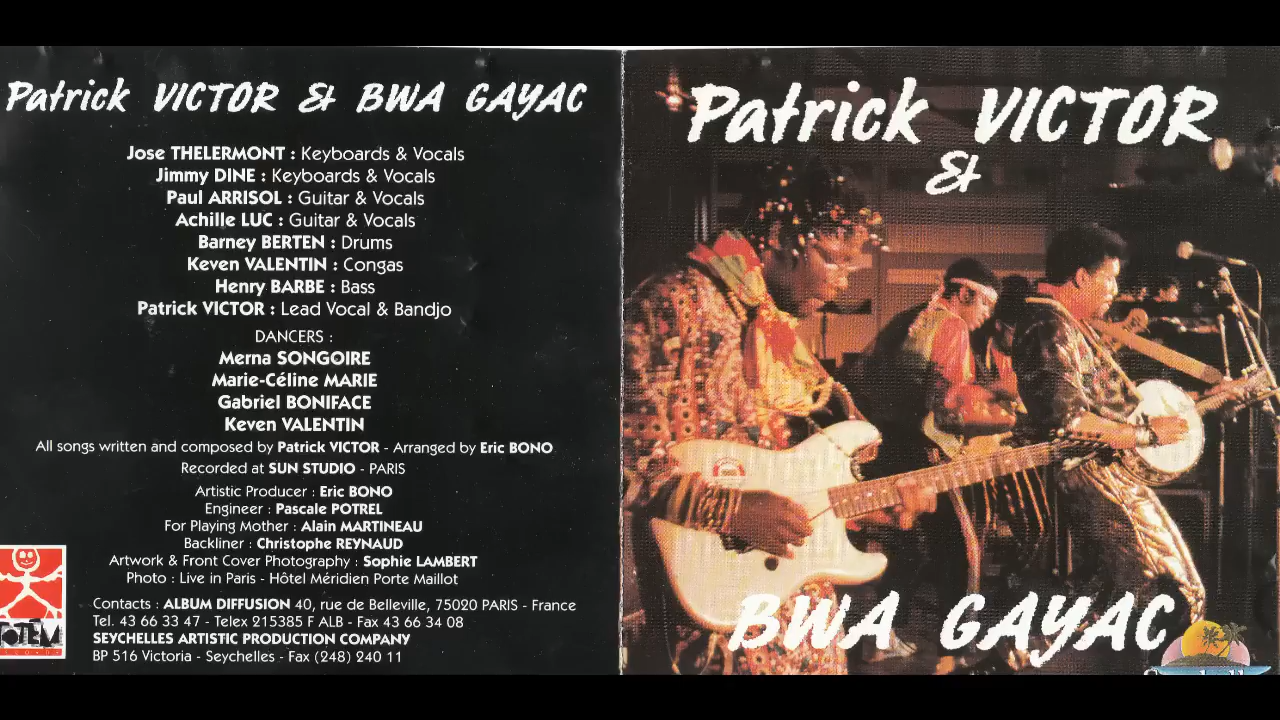 Patrick VICTOR & BWA GAYAC
Jose THELERMONT : Keyboards & Vocals
Jimmy DINE : Keyboards & Vocals
Paul ARRISOL : Guitar & Vocals
Achille LUC : Guitar & Vocals
Barney BERTEN : Drums
Keven VALENTIN : Congas
Henry BARBE : Bass
Patrick VICTOR : Lead Vocal & Bandjo
DANCERS :
Merna SONGOIRE
Marie-Céline MARIE
Gabriel BONIFACE
Keven VALENTIN
All songs written and composed by Patrick VICTOR - Arranged by Eric BONO
Recorded at SUN STUDIO - PARIS
Artistic Producer : Eric BONO
Engineer : Pascale POTREL
For Playing Mother : Alain MARTINEAU
Backliner : Christophe REYNAUD
Artwork & Front Cover Photography : Sophie LAMBERT
Photo : Live in Paris - Hôtel Méridien Porte Maillot
Contacts : ALBUM DIFFUSION 40, rue de Belleville, 75020 PARIS - France
Tel. 43 66 33 47 - Telex 215385 F ALB - Fax 43 66 34 08
SEYCHELLES ARTISTIC PRODUCTION COMPANY
BP 516 Victoria - Seychelles - Fax (248) 240 11
TOTEM
RECORDS
Patrick VICTOR
&
BWA GAYAC